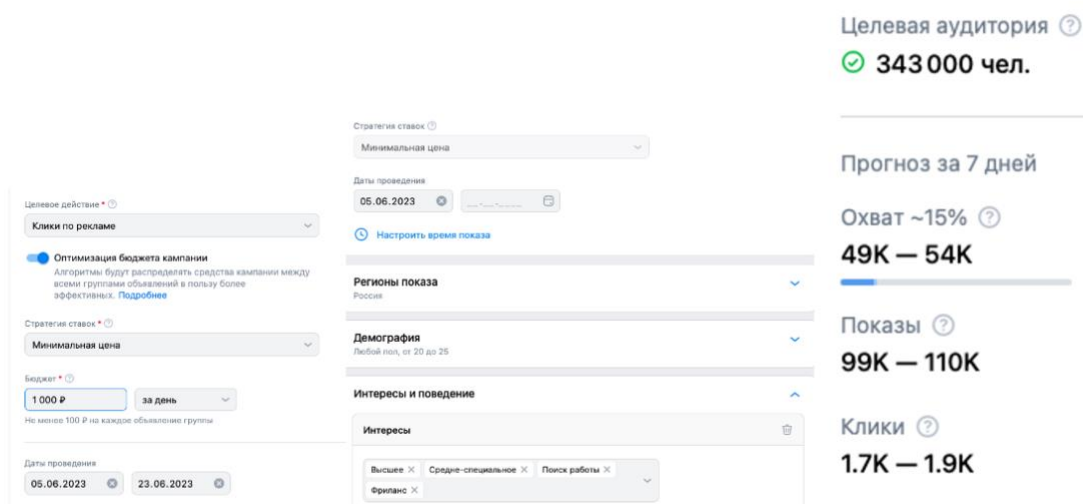 Целевое действие *
Клики по рекламе
Оптимизация бюджета кампании
Алгоритмы будут распределять средства кампании между
всеми группами объявлений в пользу более
эффективных. Подробнее
Стратегия ставок *
Минимальная цена
Бюджет *
1 000 ₽
за день
Не менее 100 ₽ на каждое объявление группы
Даты проведения
05.06.2023
23.06.2023
Стратегия ставок
Минимальная цена
Даты проведения
05.06.2023
__.__.____
Настроить время показа
Регионы показа
Россия
Демография
Любой пол, от 20 до 25
Интересы и поведение
Интересы
Высшее × Средне-специальное × Поиск работы ×
Фриланс ×
Целевая аудитория
343 000 чел.
Прогноз за 7 дней
Охват ~15%
49K — 54K
Показы
99K — 110K
Клики
1.7K — 1.9K